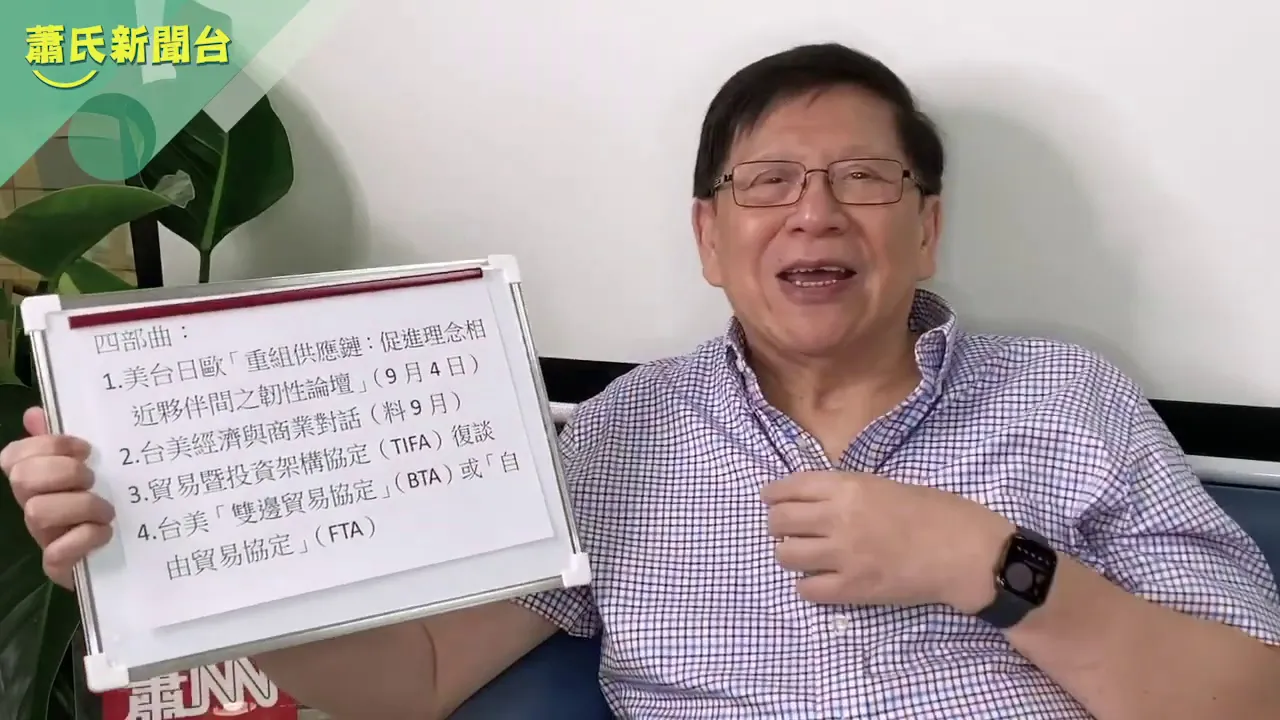 蕭氏新聞台
四部曲：
1.美台日歐「重組供應鏈：促進理念相
近夥伴間之韌性論壇」（9月4日）
2.台美經濟與商業對話（料9月）
3.貿易暨投資架構協定（TIFA）復談
4.台美「雙邊貿易協定」（BTA）或「自
由貿易協定」（FTA）
蕭NN